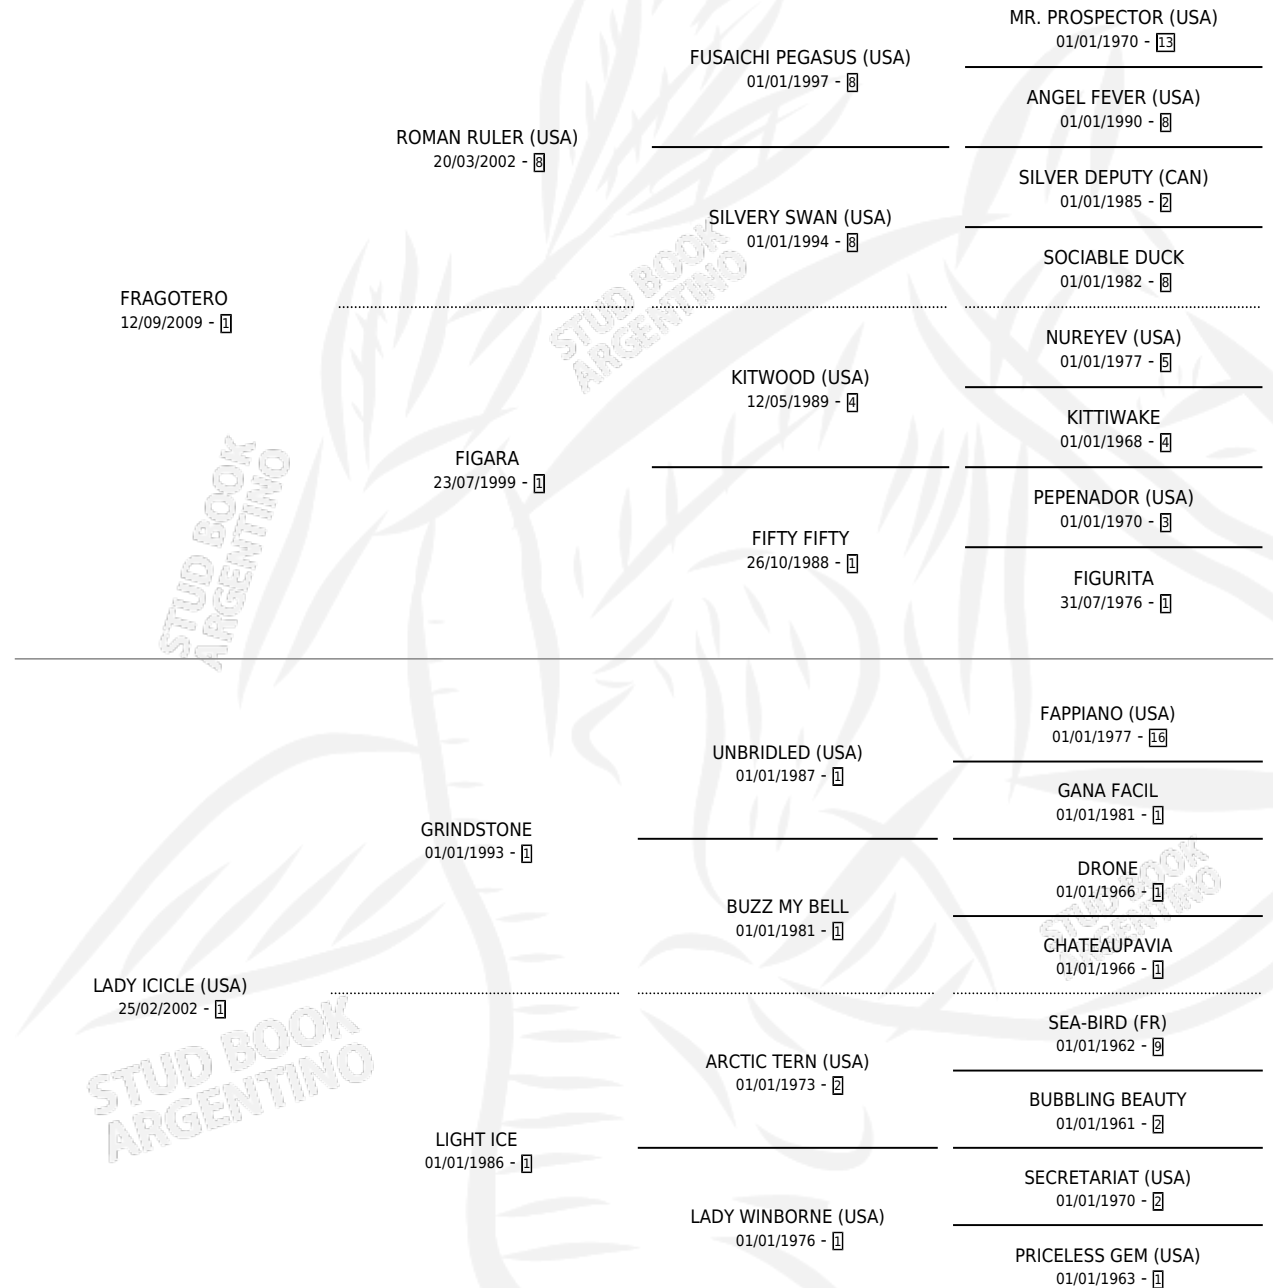 MR. PROSPECTOR (USA)
01/01/1970 - 13
FUSAICHI PEGASUS (USA)
01/01/1997 - 8
ANGEL FEVER (USA)
01/01/1990 - 8
ROMAN RULER (USA)
20/03/2002 - 8
SILVER DEPUTY (CAN)
01/01/1985 - 2
SILVERY SWAN (USA)
01/01/1994 - 8
SOCIABLE DUCK
01/01/1982 - 8
FRAGOTERO
12/09/2009 - 1
STUD BOOK
ARGENTINO
NUREYEV (USA)
01/01/1977 - 5
KITWOOD (USA)
12/05/1989 - 4
KITTIWAKE
01/01/1968 - 4
FIGARA
23/07/1999 - 1
PEPENADOR (USA)
01/01/1970 - 3
FIFTY FIFTY
26/10/1988 - 1
FIGURITA
31/07/1976 - 1
STUD BOOK
ARGENTINO
FAPPIANO (USA)
01/01/1977 - 16
UNBRIDLED (USA)
01/01/1987 - 1
GANA FACIL
01/01/1981 - 1
GRINDSTONE
01/01/1993 - 1
DRONE
01/01/1966 - 1
BUZZ MY BELL
01/01/1981 - 1
STUD BOOK
ARGENTINO
CHATEAUPAVIA
01/01/1966 - 1
LADY ICICLE (USA)
25/02/2002 - 1
SEA-BIRD (FR)
01/01/1962 - 9
ARCTIC TERN (USA)
01/01/1973 - 2
BUBBLING BEAUTY
01/01/1961 - 2
STUD BOOK
ARGENTINO
LIGHT ICE
01/01/1986 - 1
SECRETARIAT (USA)
01/01/1970 - 2
LADY WINBORNE (USA)
01/01/1976 - 1
PRICELESS GEM (USA)
01/01/1963 - 1